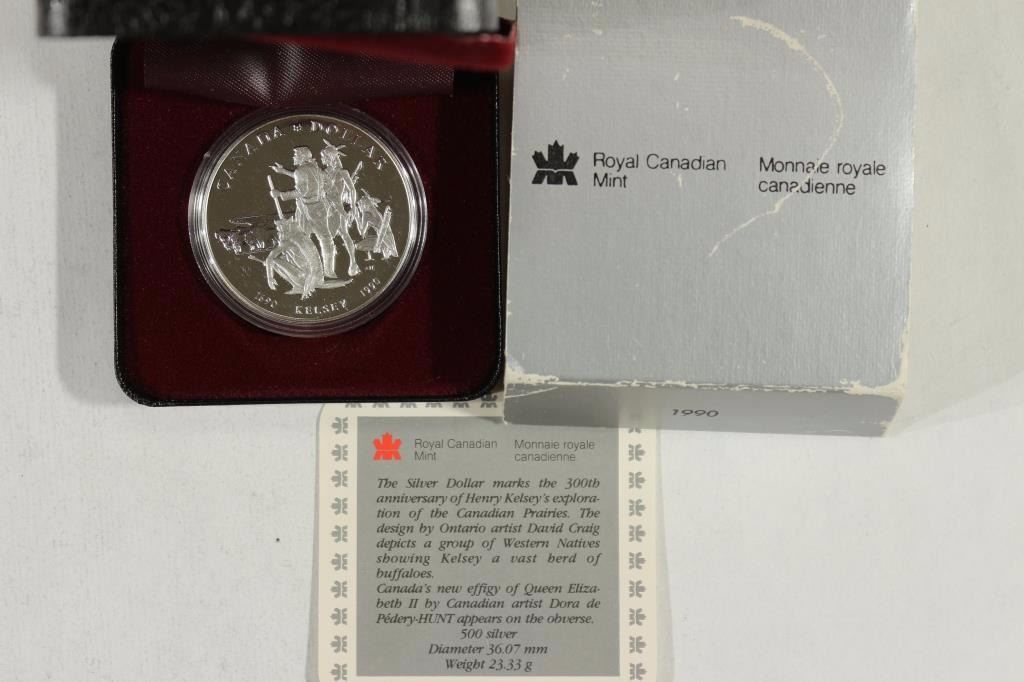 CANADA DOLLAR
1690 KELSEY 1990
Royal Canadian
Mint
Monnaie royale
canadienne
1990
Royal Canadian
Mint
Monnaie royale
canadienne
The Silver Dollar marks the 300th
anniversary of Henry Kelsey's explora-
tion of the Canadian Prairies. The
design by Ontario artist David Craig
depicts a group of Western Natives
showing Kelsey a vast herd of
buffaloes.
Canada's new effigy of Queen Eliza-
beth II by Canadian artist Dora de
Pédery-HUNT appears on the obverse.
500 silver
Diameter 36.07 mm
Weight 23.33 g